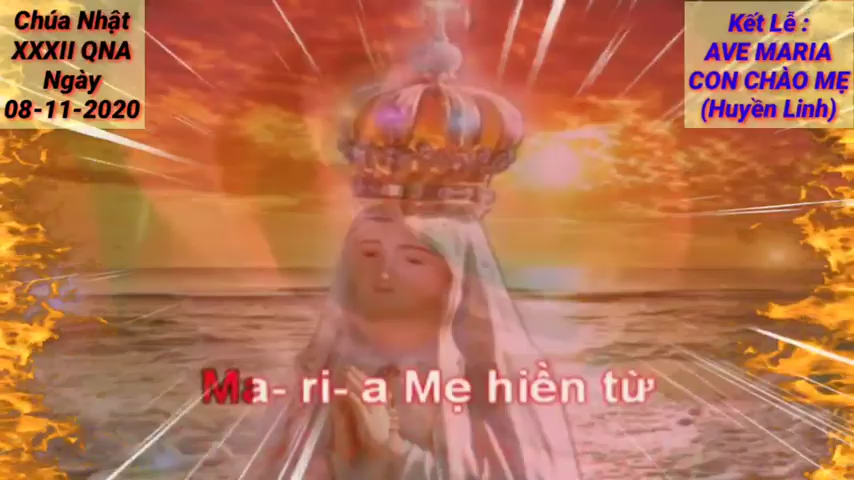 Chúa Nhật
XXXII QNA
Ngày
08-11-2020
Kết Lễ :
AVE MARIA
CON CHÀO MẸ
(Huyền Linh)
Ma- ri- a Mẹ hiền từ